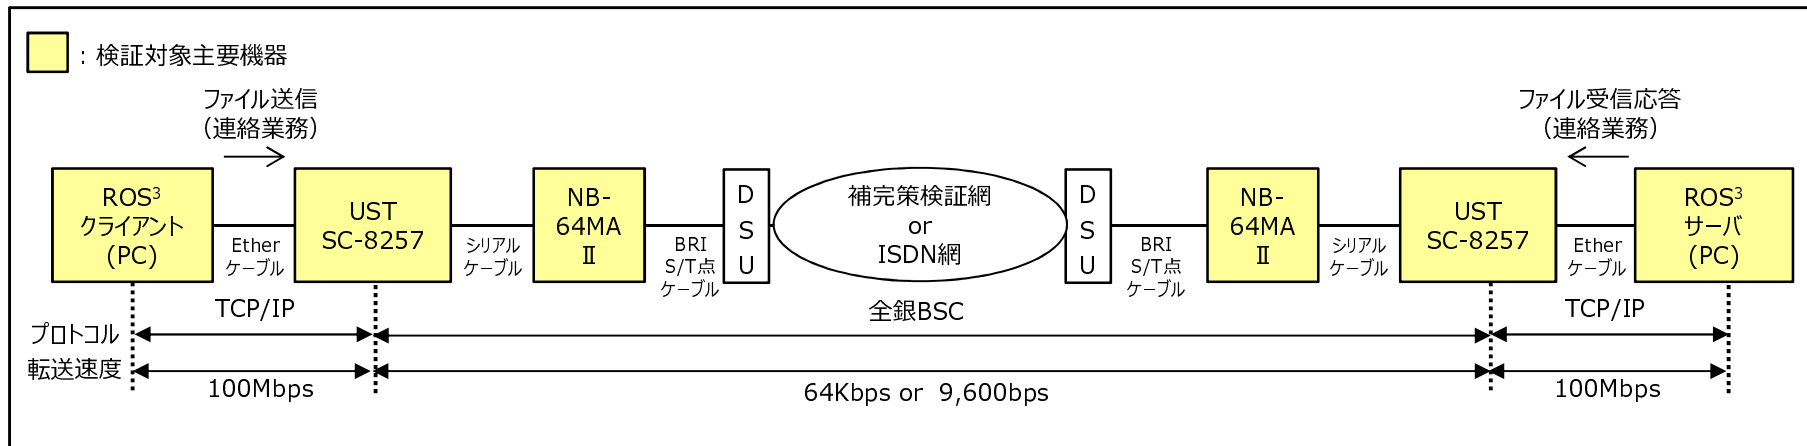 : 検証対象主要機器
ファイル送信
（連絡業務）
ファイル受信応答
（連絡業務）
ROS³
クライアント
(PC)
Ether
ケーブル
UST
SC-8257
シリアル
ケーブル
NB-
64MA
Ⅱ
BRI
S/T点
ケーブル
D
S
U
補完策検証網
or
ISDN網
D
S
U
BRI
S/T点
ケーブル
NB-
64MA
Ⅱ
シリアル
ケーブル
UST
SC-8257
Ether
ケーブル
ROS³
サーバ
(PC)
プロトコル
TCP/IP
全銀BSC
TCP/IP
転送速度
100Mbps
64Kbps or 9,600bps
100Mbps